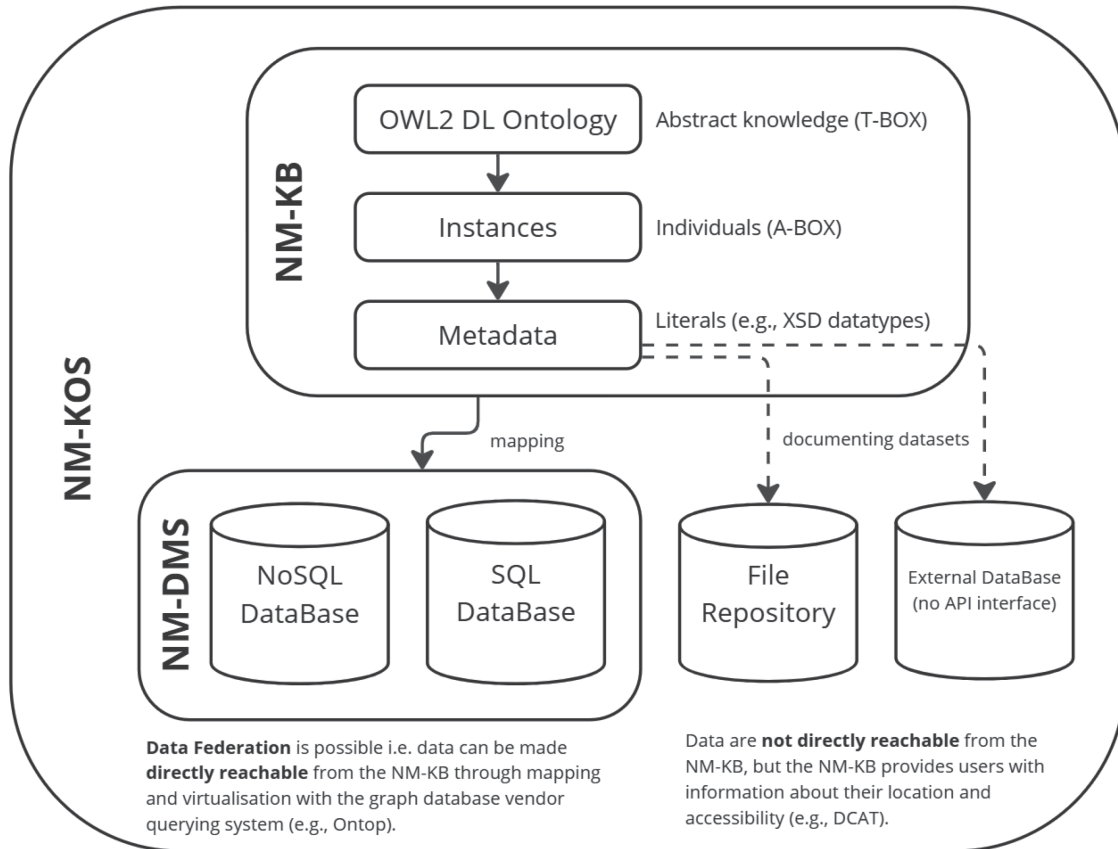 NM-KOS
NM-KB
OWL2 DL Ontology
Abstract knowledge (T-BOX)
Instances
Individuals (A-BOX)
Metadata
Literals (e.g., XSD datatypes)
mapping
documenting datasets
NM-DMS
NoSQL
DataBase
SQL
DataBase
File
Repository
External DataBase
(no API interface)
Data Federation is possible i.e. data can be made
directly reachable from the NM-KB through mapping
and virtualisation with the graph database vendor
querying system (e.g., Ontop).
Data are not directly reachable from the
NM-KB, but the NM-KB provides users with
information about their location and
accessibility (e.g., DCAT).